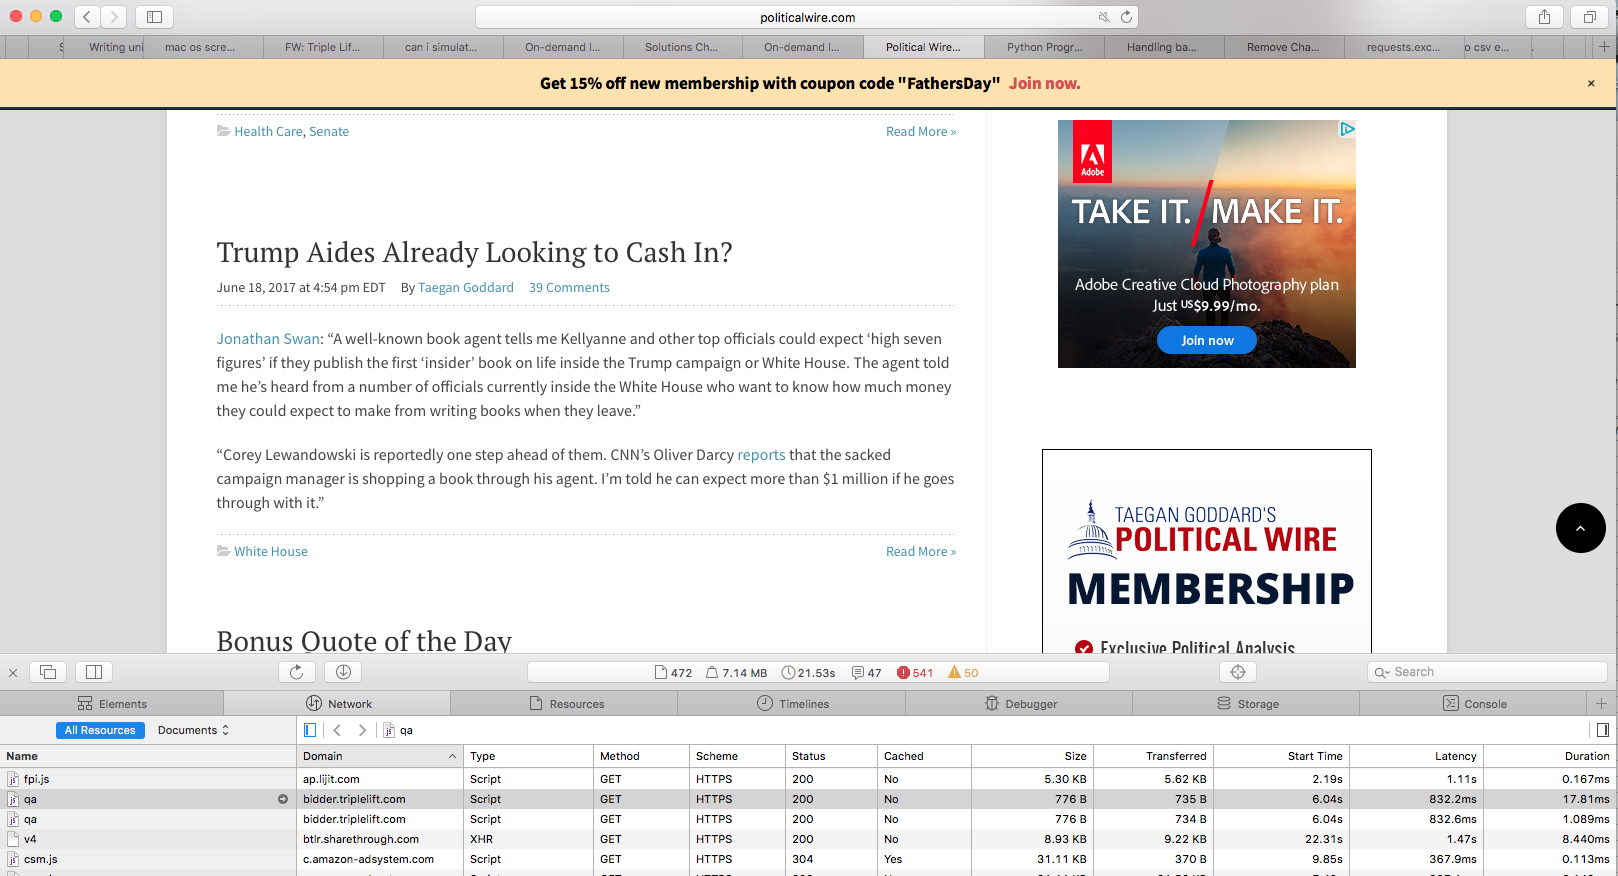 politicalwire.com
Writing uni
mac os scre...
FW: Triple Lif...
can i simulat...
On-demand I...
Solutions Ch...
On-demand I...
Political Wire...
Python Progr...
Handling ba...
Remove Cha...
requests.exc...
o csv e...
Get 15% off new membership with coupon code "FathersDay" Join now.
Health Care, Senate
Read More »
Adobe
TAKE IT. / MAKE IT.
Adobe Creative Cloud Photography plan
Just US$9.99/mo.
Join now
Trump Aides Already Looking to Cash In?
June 18, 2017 at 4:54 pm EDT By Taegan Goddard 39 Comments
Jonathan Swan: “A well-known book agent tells me Kellyanne and other top officials could expect ‘high seven
figures’ if they publish the first ‘insider’ book on life inside the Trump campaign or White House. The agent told
me he’s heard from a number of officials currently inside the White House who want to know how much money
they could expect to make from writing books when they leave.”
“Corey Lewandowski is reportedly one step ahead of them. CNN’s Oliver Darcy reports that the sacked
campaign manager is shopping a book through his agent. I’m told he can expect more than $1 million if he goes
through with it.”
White House
Read More »
TAEGAN GODDARD'S
POLITICAL WIRE
MEMBERSHIP
Exclusive Political Analysis
Bonus Quote of the Day
472 7.14 MB 21.53s 47 541 50
Search
Elements Network Resources Timelines Debugger Storage Console
All Resources Documents qa
Name Domain Type Method Scheme Status Cached Size Transferred Start Time Latency Duration
fpi.js ap.lijit.com Script GET HTTPS 200 No 5.30 KB 5.62 KB 2.19s 1.11s 0.167ms
qa bidder.triplelift.com Script GET HTTPS 200 No 776 B 735 B 6.04s 832.2ms 17.81ms
qa bidder.triplelift.com Script GET HTTPS 200 No 776 B 734 B 6.04s 832.6ms 1.089ms
v4 btlr.sharethrough.com XHR GET HTTPS 200 No 8.93 KB 9.22 KB 22.31s 1.47s 8.440ms
csm.js c.amazon-adsystem.com Script GET HTTPS 304 Yes 31.11 KB 370 B 9.85s 367.9ms 0.113ms